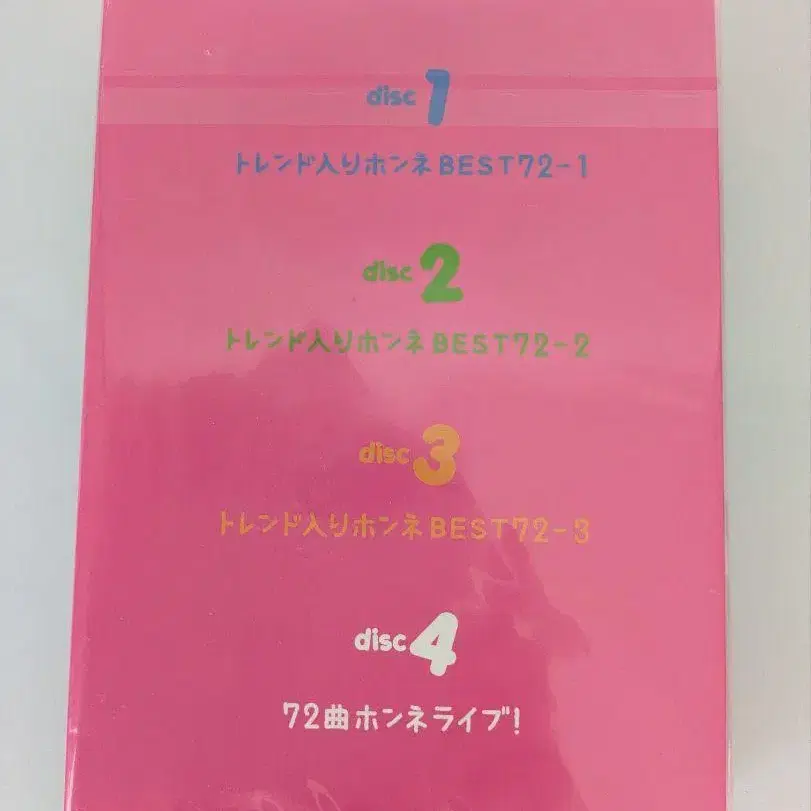 disc 1
トレンド入りホンネBEST72-1
disc 2
トレンド入りホンネBEST72-2
disc 3
トレンド入りホンネBEST72-3
disc 4
72曲ホンネライブ!